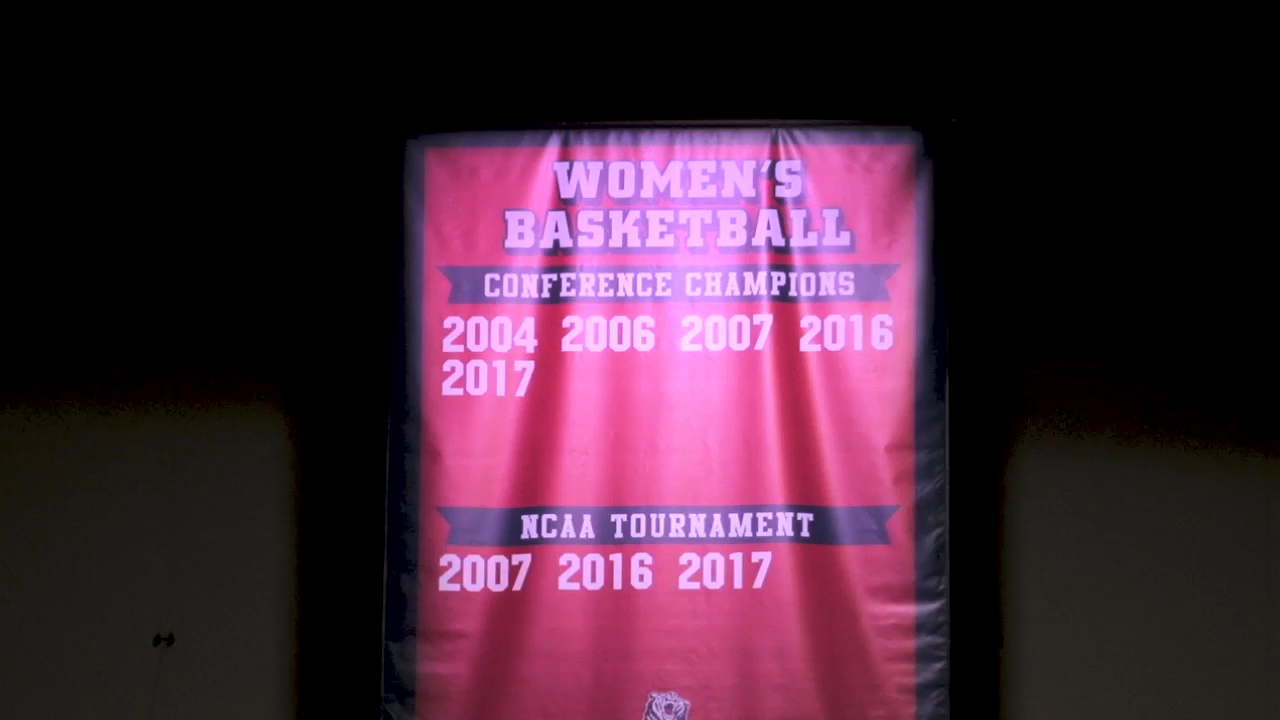 WOMEN'S
BASKETBALL
CONFERENCE CHAMPIONS
2004 2006 2007 2016
2017
NCAA TOURNAMENT
2007 2016 2017